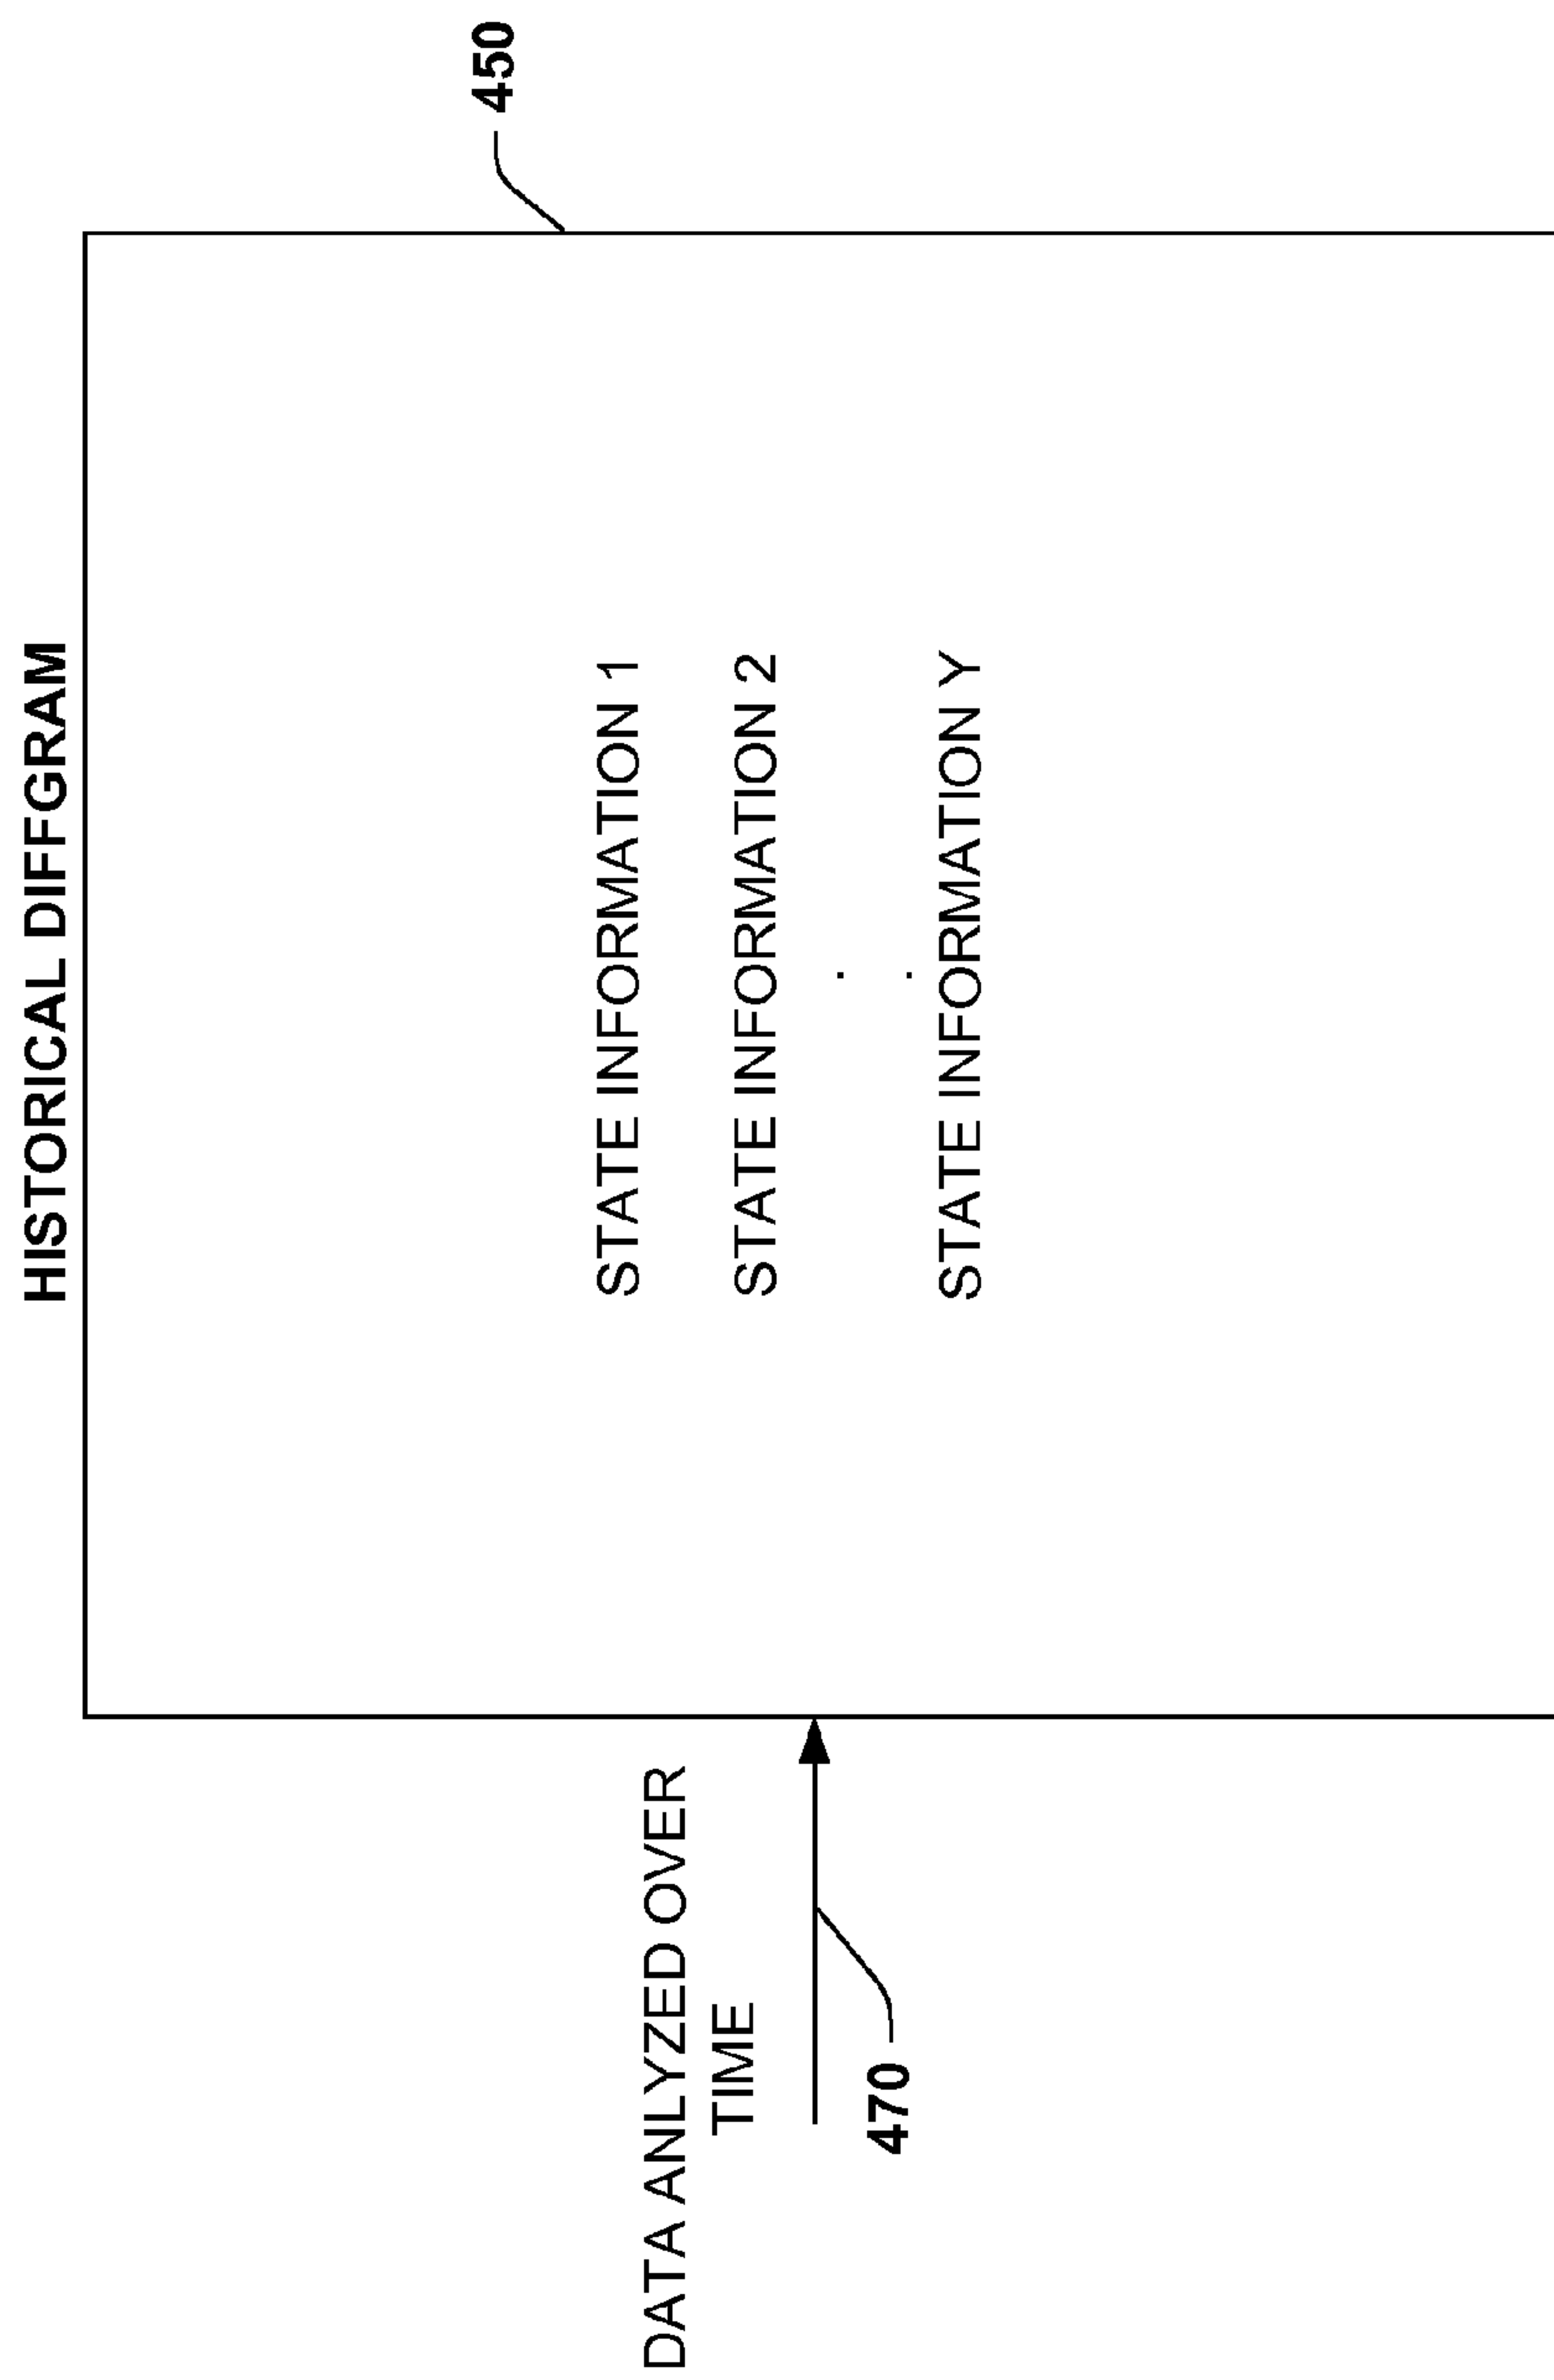 HISTORICAL DIFFGRAM
450
STATE INFORMATION 1
STATE INFORMATION 2
.
.
STATE INFORMATION Y
DATA ANLYZED OVER
TIME
470